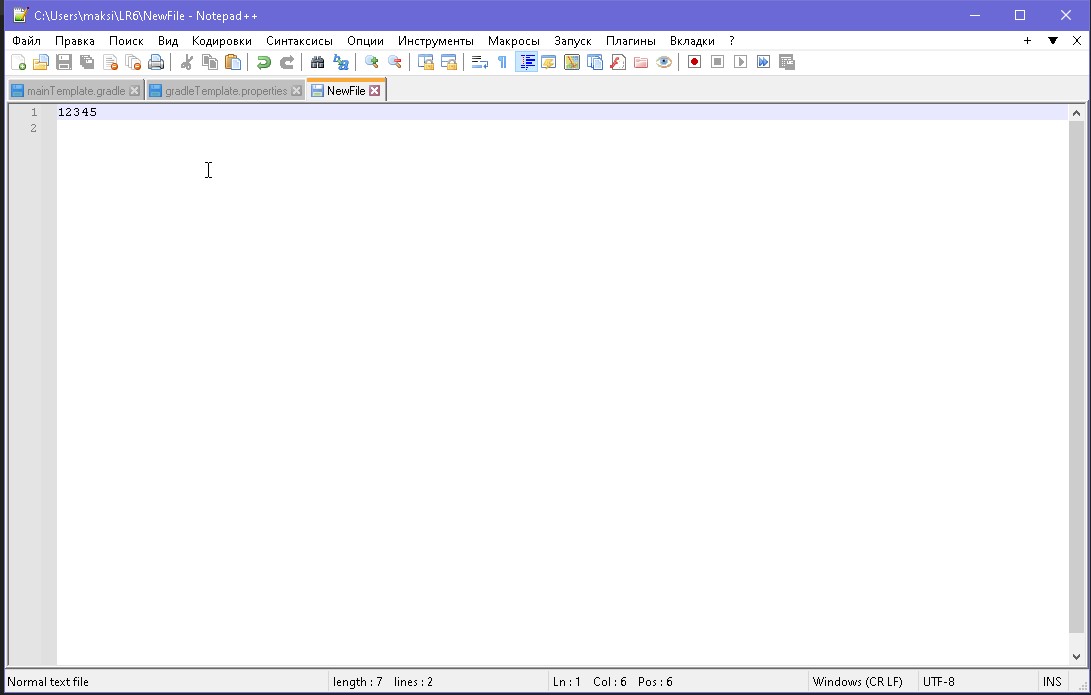 C:\Users\maksi\LR6\NewFile - Notepad++
Файл Правка Поиск Вид Кодировки Синтаксисы Опции Инструменты Макросы Запуск Плагины Вкладки ? + ▼ X
mainTemplate.gradle gradleTemplate.properties NewFile
1 12345
2
Normal text file length : 7 lines : 2 Ln : 1 Col : 6 Pos : 6 Windows (CR LF) UTF-8 INS